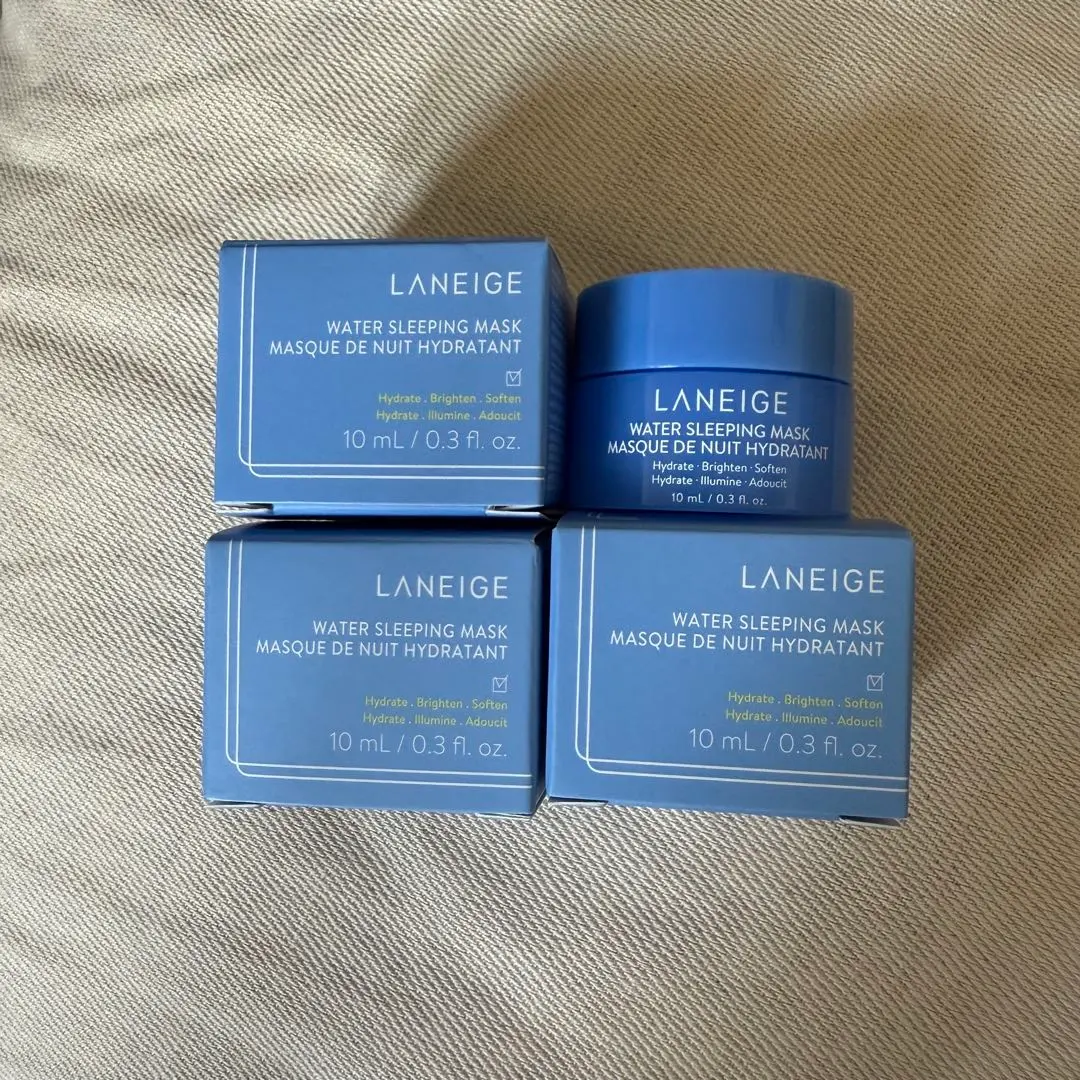 LANEIGE
WATER SLEEPING MASK
MASQUE DE NUIT HYDRATANT
Hydrate . Brighten . Soften
Hydrate . Illumine . Adoucit
10 mL / 0.3 fl. oz.
LANEIGE
WATER SLEEPING MASK
MASQUE DE NUIT HYDRATANT
Hydrate · Brighten · Soften
Hydrate · Illumine · Adoucit
10 mL / 0.3 fl. oz.
LANEIGE
WATER SLEEPING MASK
MASQUE DE NUIT HYDRATANT
Hydrate . Brighten . Soften
Hydrate . Illumine . Adoucit
10 mL / 0.3 fl. oz.
LANEIGE
WATER SLEEPING MASK
MASQUE DE NUIT HYDRATANT
Hydrate . Brighten . Soften
Hydrate . Illumine . Adoucit
10 mL / 0.3 fl. oz.